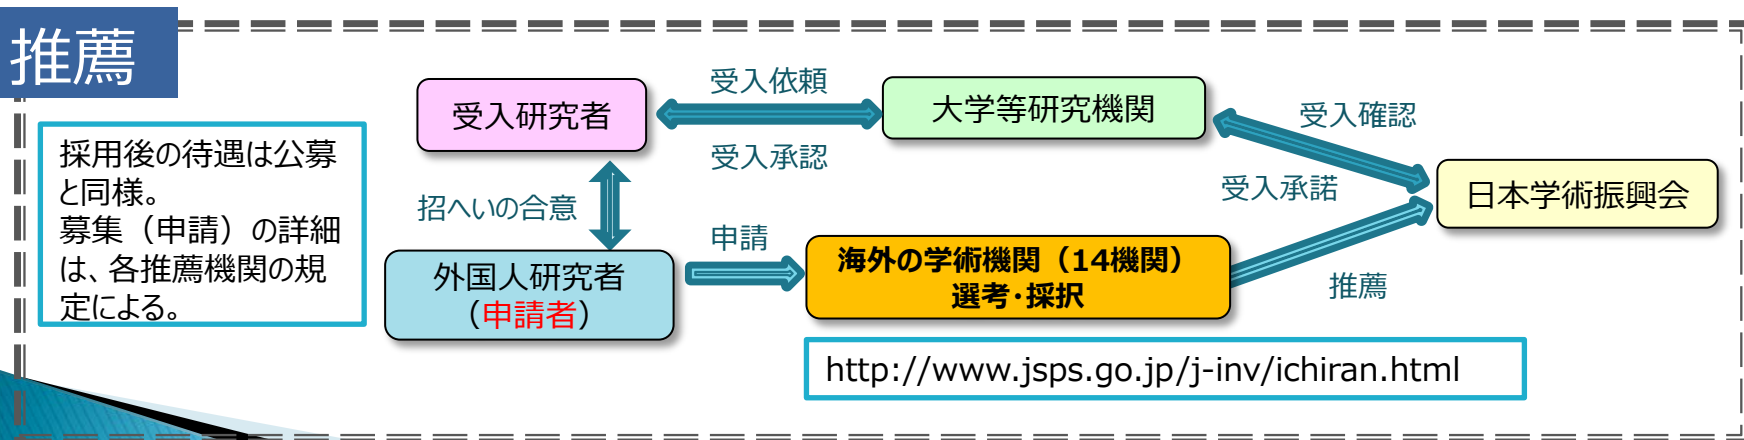 推薦
採用後の待遇は公募
と同様。
募集（申請）の詳細
は、各推薦機関の規
定による。
受入研究者
受入依頼
受入承認
大学等研究機関
受入確認
受入承諾
日本学術振興会
招へいの合意
外国人研究者
（申請者）
申請
海外の学術機関（14機関）
選考・採択
推薦
http://www.jsps.go.jp/j-inv/ichiran.html